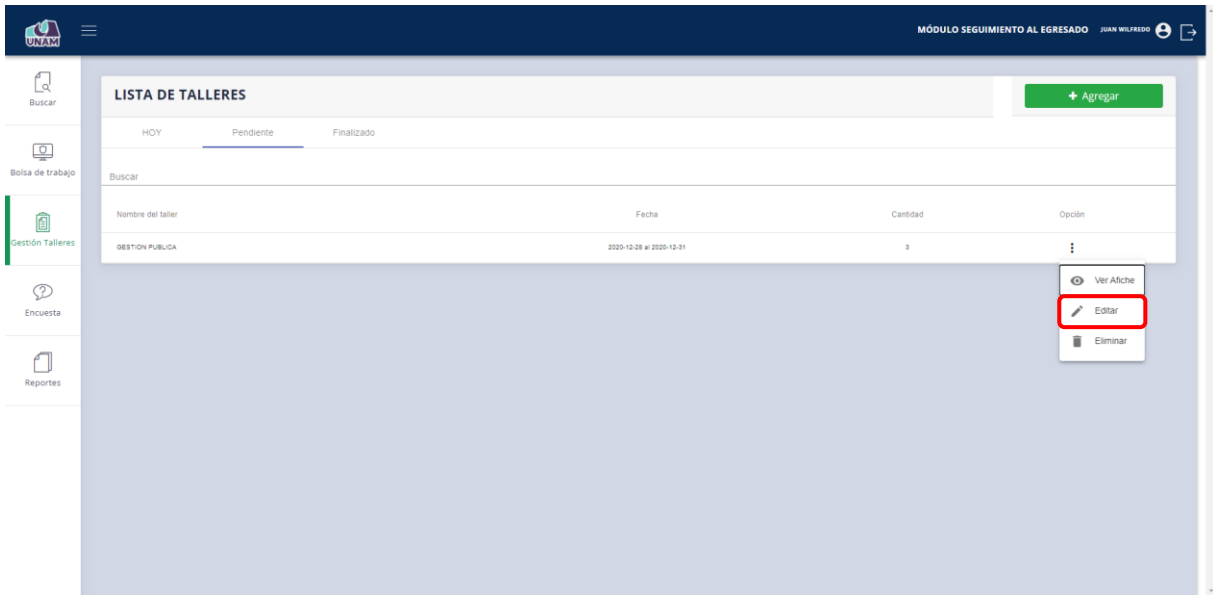 UNAM
MÓDULO SEGUIMIENTO AL EGRESADO JUAN WILFREDO
Buscar
Bolsa de trabajo
Gestión Talleres
Encuesta
Reportes
LISTA DE TALLERES
+ Agregar
HOY Pendiente Finalizado
Buscar
Nombre del taller Fecha Cantidad Opción
GESTION PUBLICA 2020-12-28 al 2020-12-31 3
Ver Afiche
Editar
Eliminar